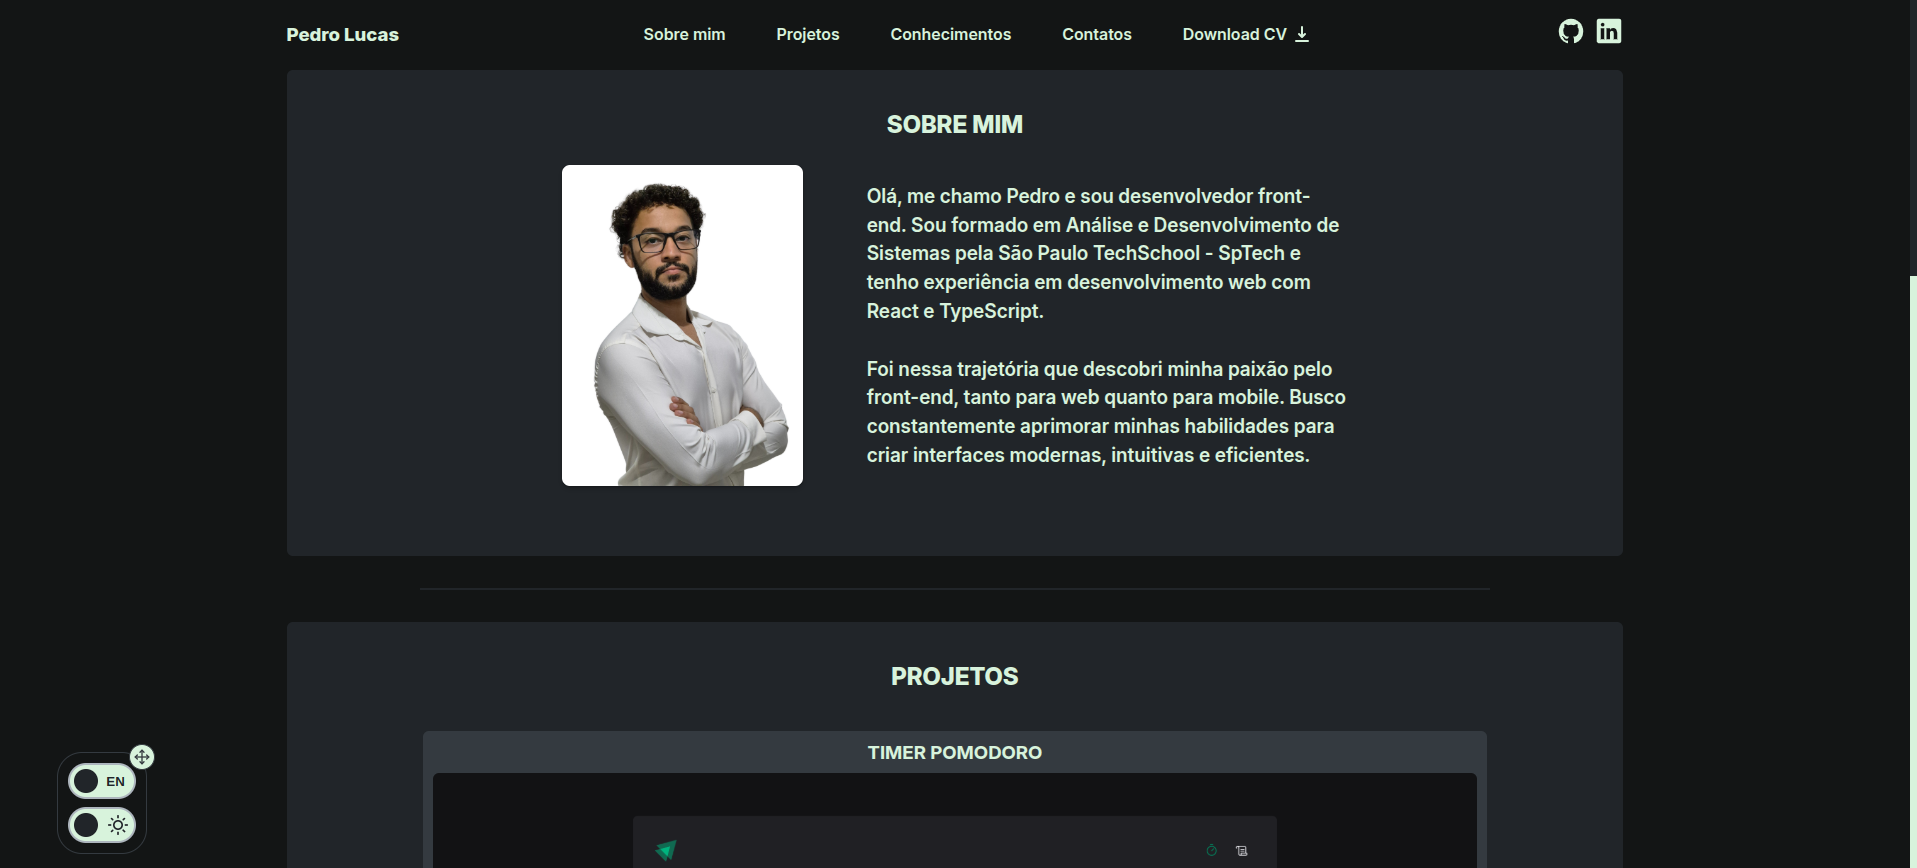 Pedro Lucas
Sobre mim
Projetos
Conhecimentos
Contatos
Download CV
in
SOBRE MIM
Olá, me chamo Pedro e sou desenvolvedor front-
end. Sou formado em Análise e Desenvolvimento de
Sistemas pela São Paulo TechSchool - SpTech e
tenho experiência em desenvolvimento web com
React e TypeScript.
Foi nessa trajetória que descobri minha paixão pelo
front-end, tanto para web quanto para mobile. Busco
constantemente aprimorar minhas habilidades para
criar interfaces modernas, intuitivas e eficientes.
PROJETOS
TIMER POMODORO
EN